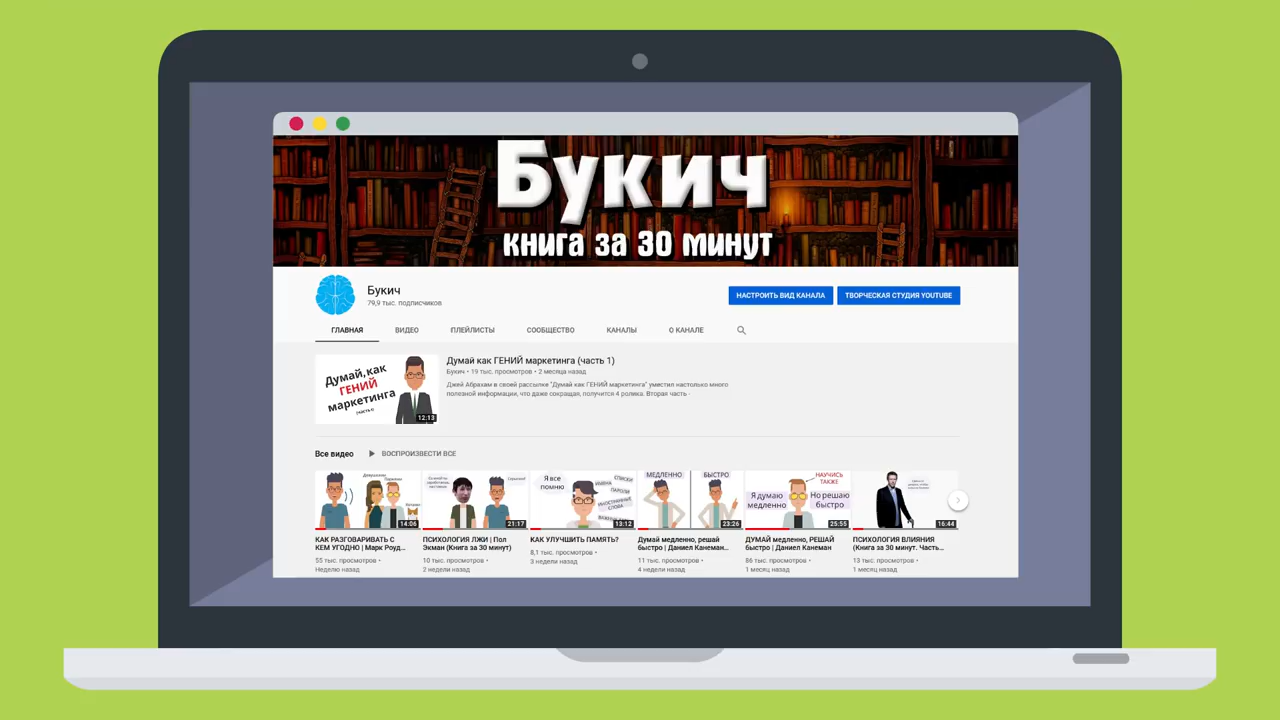 Букич
книга за 30 минут
Букич
79,9 тыс. подписчиков
НАСТРОИТЬ ВИД КАНАЛА
ТВОРЧЕСКАЯ СТУДИЯ YOUTUBE
ГЛАВНАЯ
ВИДЕО
ПЛЕЙЛИСТЫ
СООБЩЕСТВО
КАНАЛЫ
О КАНАЛЕ
Думай, как
ГЕНИЙ
маркетинга
(часть 1)
12:13
Думай как ГЕНИЙ маркетинга (часть 1)
Букич • 19 тыс. просмотров • 2 месяца назад
Джей Абрахам в своей рассылке "Думай как ГЕНИЙ маркетинга" уместил настолько много
полезной информации, что даже сокращая, получится 4 ролика. Вторая часть -
Все видео
ВОСПРОИЗВЕСТИ ВСЕ
14:06
КАК РАЗГОВАРИВАТЬ С
КЕМ УГОДНО | Марк Роуд...
55 тыс. просмотров •
Неделю назад
21:17
ПСИХОЛОГИЯ ЛЖИ | Пол
Экман (Книга за 30 минут)
10 тыс. просмотров •
2 недели назад
Я все
помню
ИМЕНА
СПИСКИ
ПАРОЛИ
ИНОСТРАННЫЕ
СЛОВА
13:12
КАК УЛУЧШИТЬ ПАМЯТЬ?
8,1 тыс. просмотров •
3 недели назад
МЕДЛЕННО
БЫСТРО
23:26
Думай медленно, решай
быстро | Даниел Канеман...
11 тыс. просмотров •
4 недели назад
НАУЧИСЬ
ТАКЖЕ
Я думаю
медленно
Но решаю
быстро
25:55
ДУМАЙ медленно, РЕШАЙ
быстро | Даниел Канеман
86 тыс. просмотров •
1 месяц назад
16:44
ПСИХОЛОГИЯ ВЛИЯНИЯ
(Книга за 30 минут. Часть...
13 тыс. просмотров •
1 месяц назад